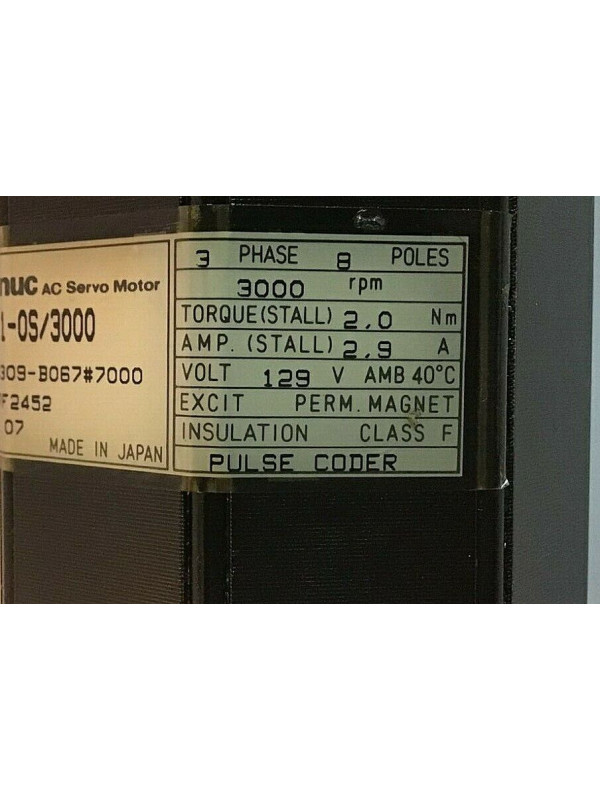 nuc AC Servo Motor
L-0S/3000
309-B067#7000
F2452
07
MADE IN JAPAN
3 PHASE 8 POLES
3000 rpm
TORQUE(STALL) 2.0 Nm
AMP. (STALL) 2.9 A
VOLT 129 V AMB 40°C
EXCIT PERM. MAGNET
INSULATION CLASS F
PULSE CODER